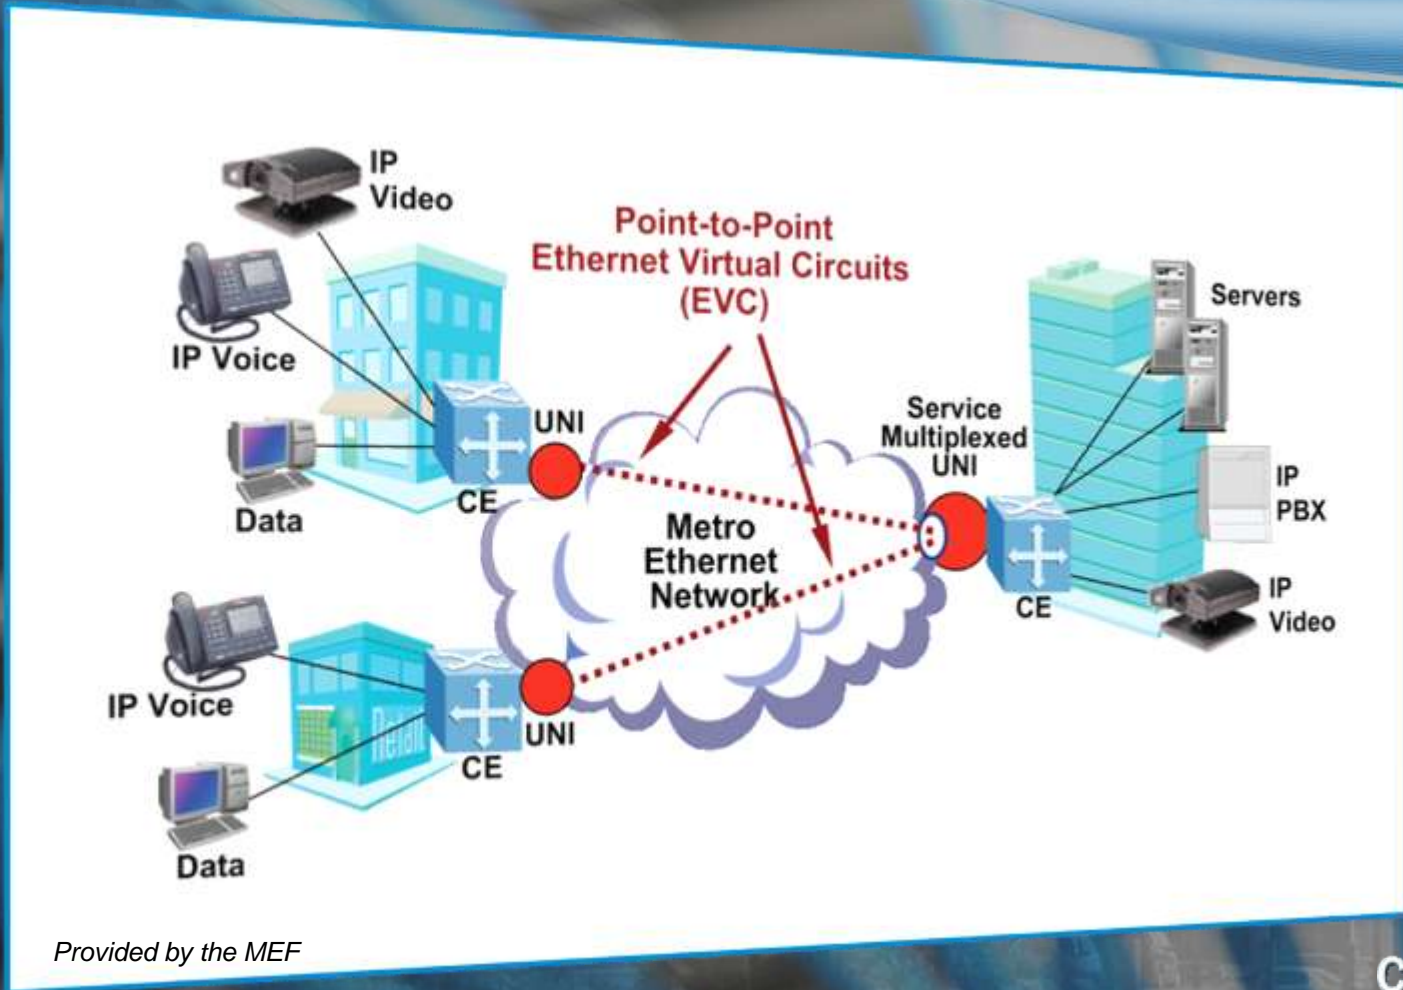 IP
Video
IP Voice
Data
CE
UNI
Point-to-Point
Ethernet Virtual Circuits
(EVC)
Metro
Ethernet
Network
Service
Multiplexed
UNI
CE
Servers
IP
PBX
IP
Video
IP Voice
Data
Retail
CE
UNI
Provided by the MEF
C